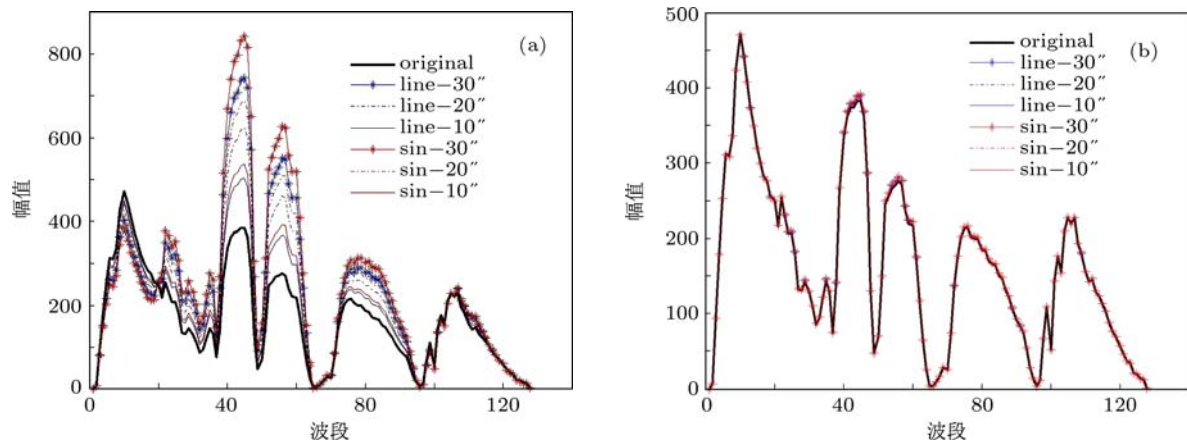 (a)
original
line−30″
line−20″
line−10″
sin−30″
sin−20″
sin−10″
800
600
400
300
200
0
0
40
80
120
幅值
波段
(b)
original
line−30″
line−20″
line−10″
sin−30″
sin−20″
sin−10″
500
400
300
200
100
0
0
40
80
120
幅值
波段